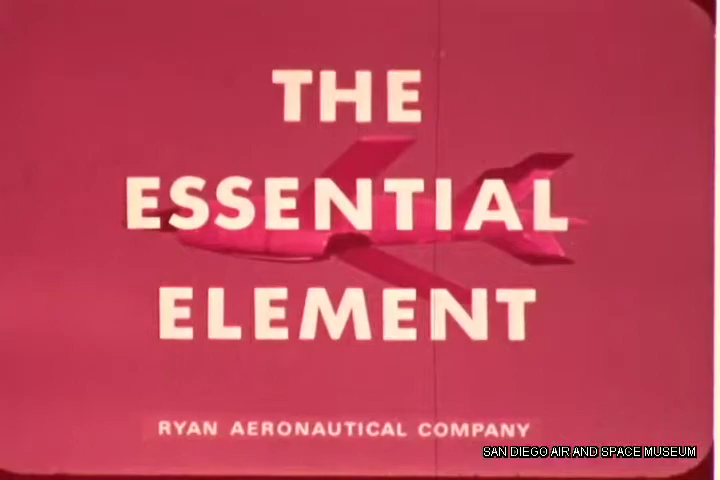 THE
ESSENTIAL
ELEMENT
RYAN AERONAUTICAL COMPANY
SAN DIEGO AIR AND SPACE MUSEUM